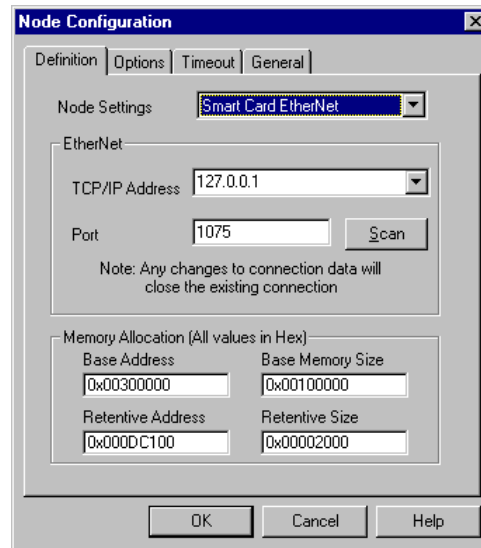 Node Configuration
Definition Options Timeout General
Node Settings Smart Card EtherNet
EtherNet
TCP/IP Address 127.0.0.1
Port 1075 Scan
Note: Any changes to connection data will
close the existing connection
Memory Allocation (All values in Hex)
Base Address Base Memory Size
0x00300000 0x00100000
Retentive Address Retentive Size
0x000DC100 0x00002000
OK Cancel Help